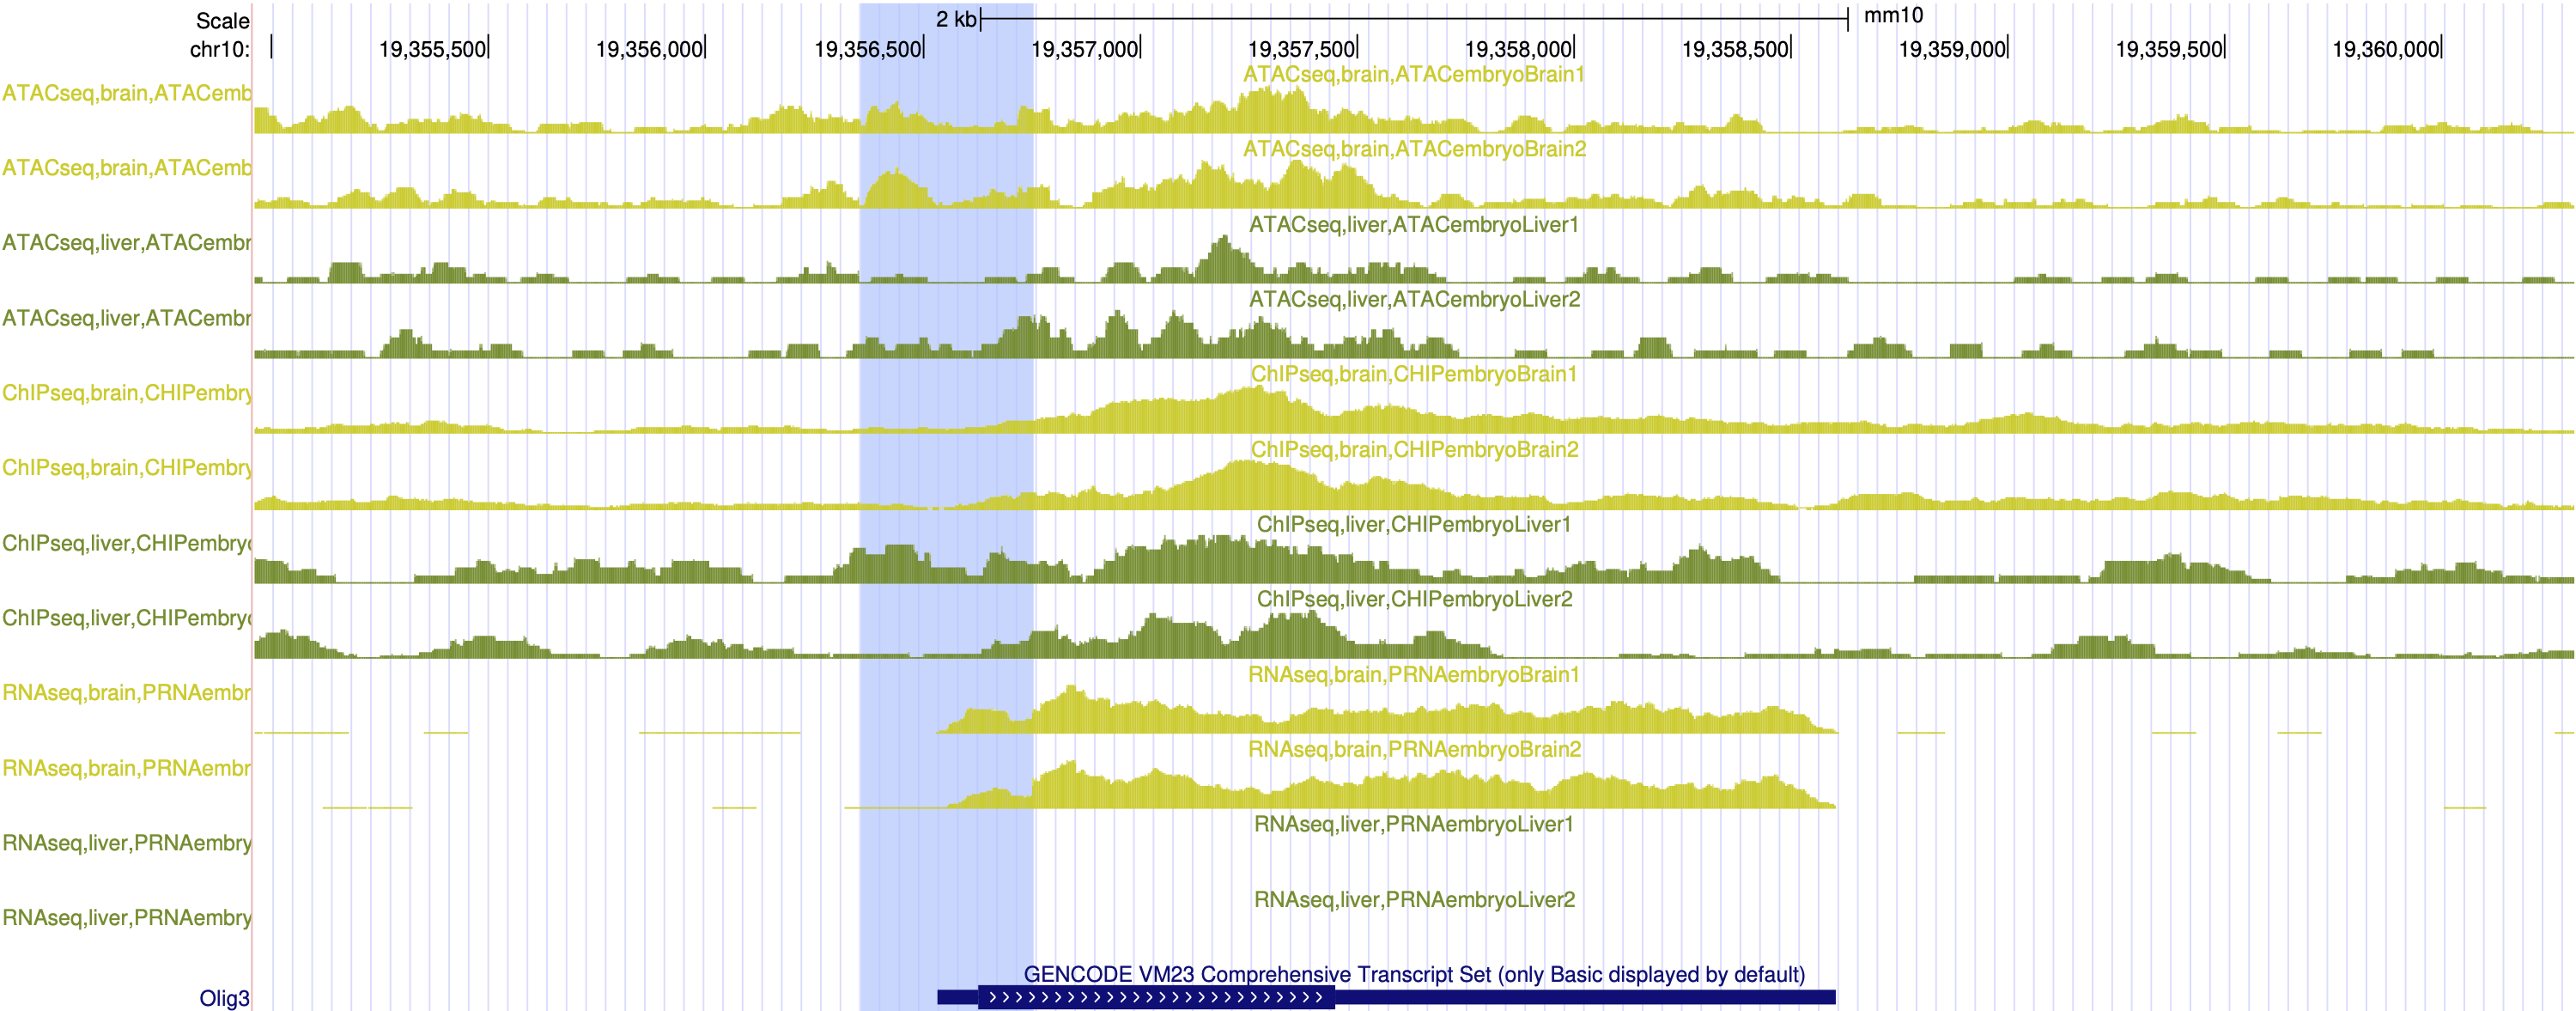 Scale 2 kb mm10
chr10: 19,355,500 19,356,000 19,356,500 19,357,000 19,357,500 19,358,000 19,358,500 19,359,000 19,359,500 19,360,000
ATACseq,brain,ATACembryoBrain1
ATACseq,brain,ATACemb
ATACseq,brain,ATACembryoBrain2
ATACseq,brain,ATACemb
ATACseq,liver,ATACembryoLiver1
ATACseq,liver,ATACembr
ATACseq,liver,ATACembryoLiver2
ATACseq,liver,ATACembr
ChIPseq,brain,CHIPembryoBrain1
ChIPseq,brain,CHIPembry
ChIPseq,brain,CHIPembryoBrain2
ChIPseq,brain,CHIPembry
ChIPseq,liver,CHIPembryoLiver1
ChIPseq,liver,CHIPembryo
ChIPseq,liver,CHIPembryoLiver2
ChIPseq,liver,CHIPembryo
RNAseq,brain,PRNAembryoBrain1
RNAseq,brain,PRNAembr
RNAseq,brain,PRNAembryoBrain2
RNAseq,brain,PRNAembr
RNAseq,liver,PRNAembryoLiver1
RNAseq,liver,PRNAembry
RNAseq,liver,PRNAembryoLiver2
RNAseq,liver,PRNAembry
GENCODE VM23 Comprehensive Transcript Set (only Basic displayed by default)
Olig3